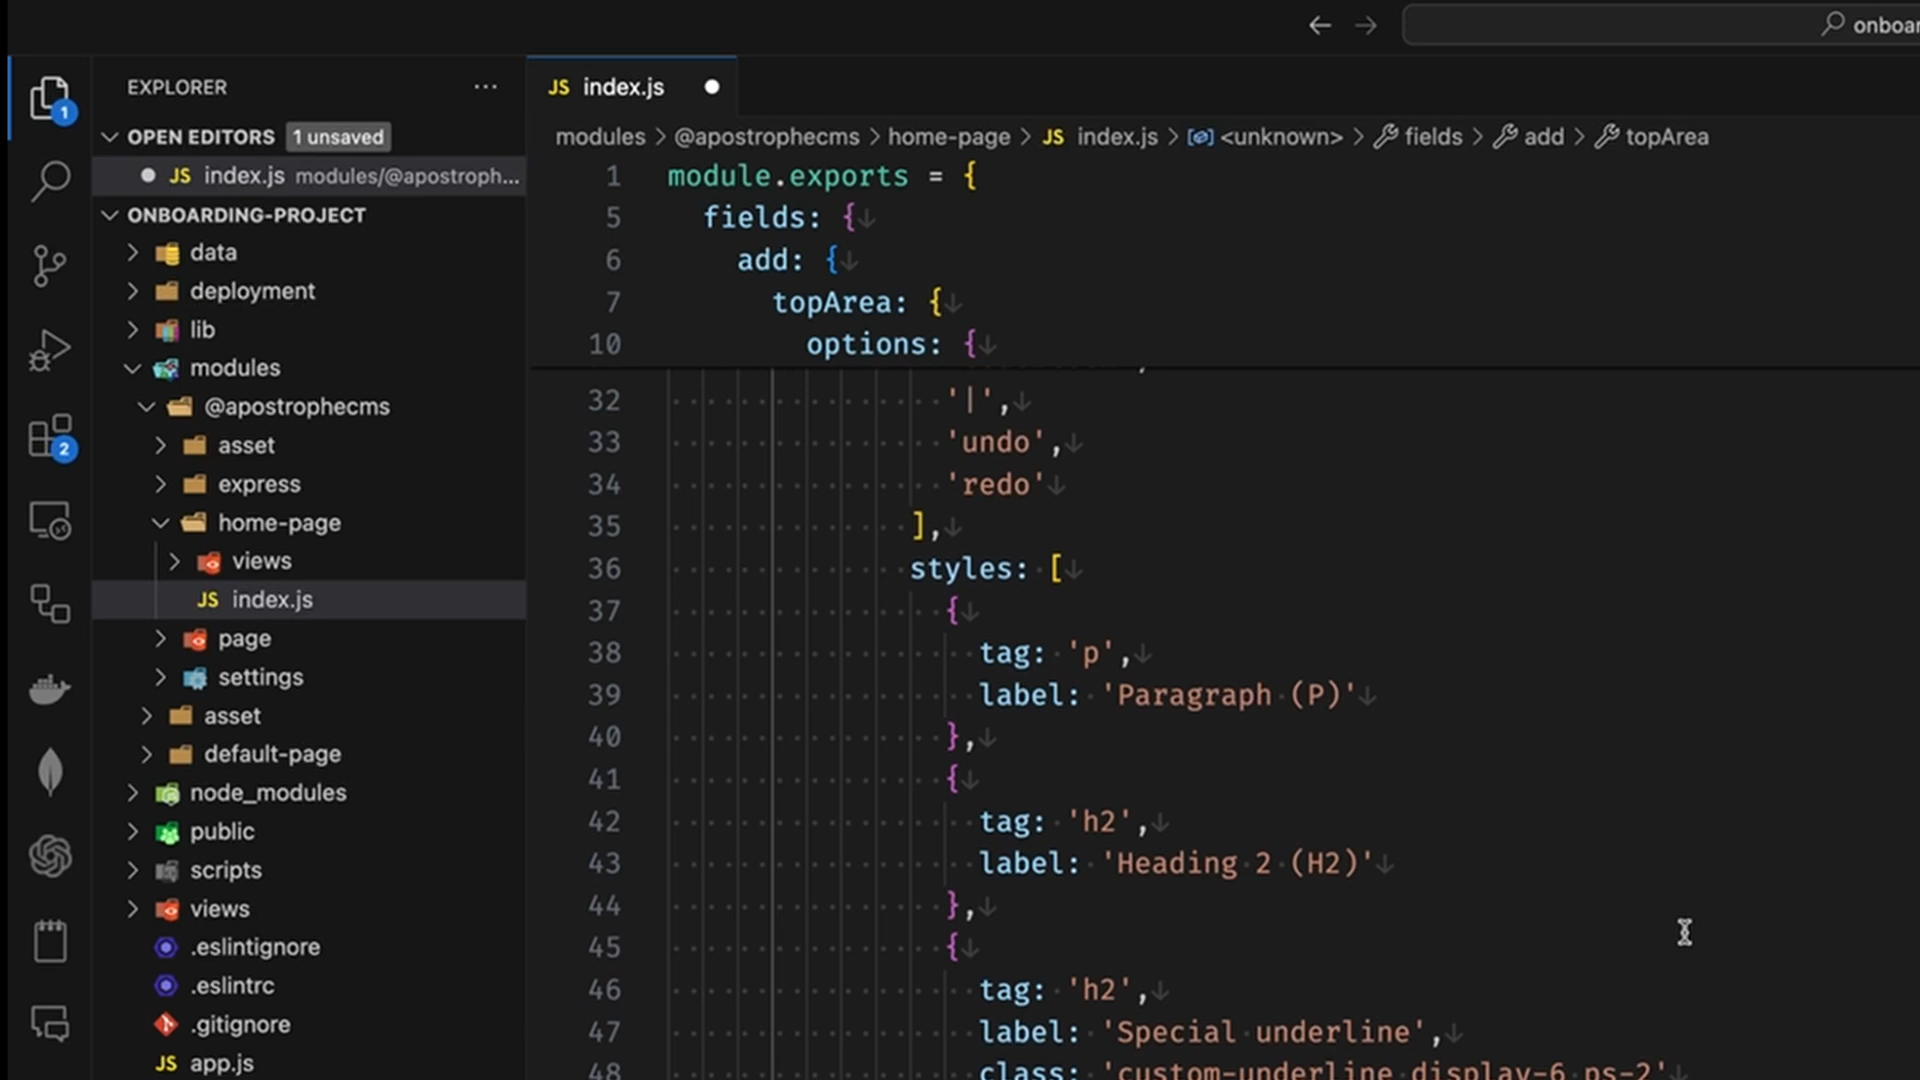 onboar
EXPLORER
OPEN EDITORS 1 unsaved
JS index.js modules/@apostroph...
ONBOARDING-PROJECT
data
deployment
lib
modules
@apostrophecms
asset
express
home-page
views
JS index.js
page
settings
asset
default-page
node_modules
public
scripts
views
.eslintignore
.eslintrc
.gitignore
JS app.js
1
2
JS index.js
modules > @apostrophecms > home-page > JS index.js > <unknown> > fields > add > topArea
1 module.exports = {
5 fields: {
6 add: {
7 topArea: {
10 options: {
32 '|',
33 'undo',
34 'redo'
35 ],
36 styles: [
37 {
38 tag: 'p',
39 label: 'Paragraph (P)'
40 },
41 {
42 tag: 'h2',
43 label: 'Heading 2 (H2)'
44 },
45 {
46 tag: 'h2',
47 label: 'Special underline',
48 class: 'custom-underline display-6 ps-2'